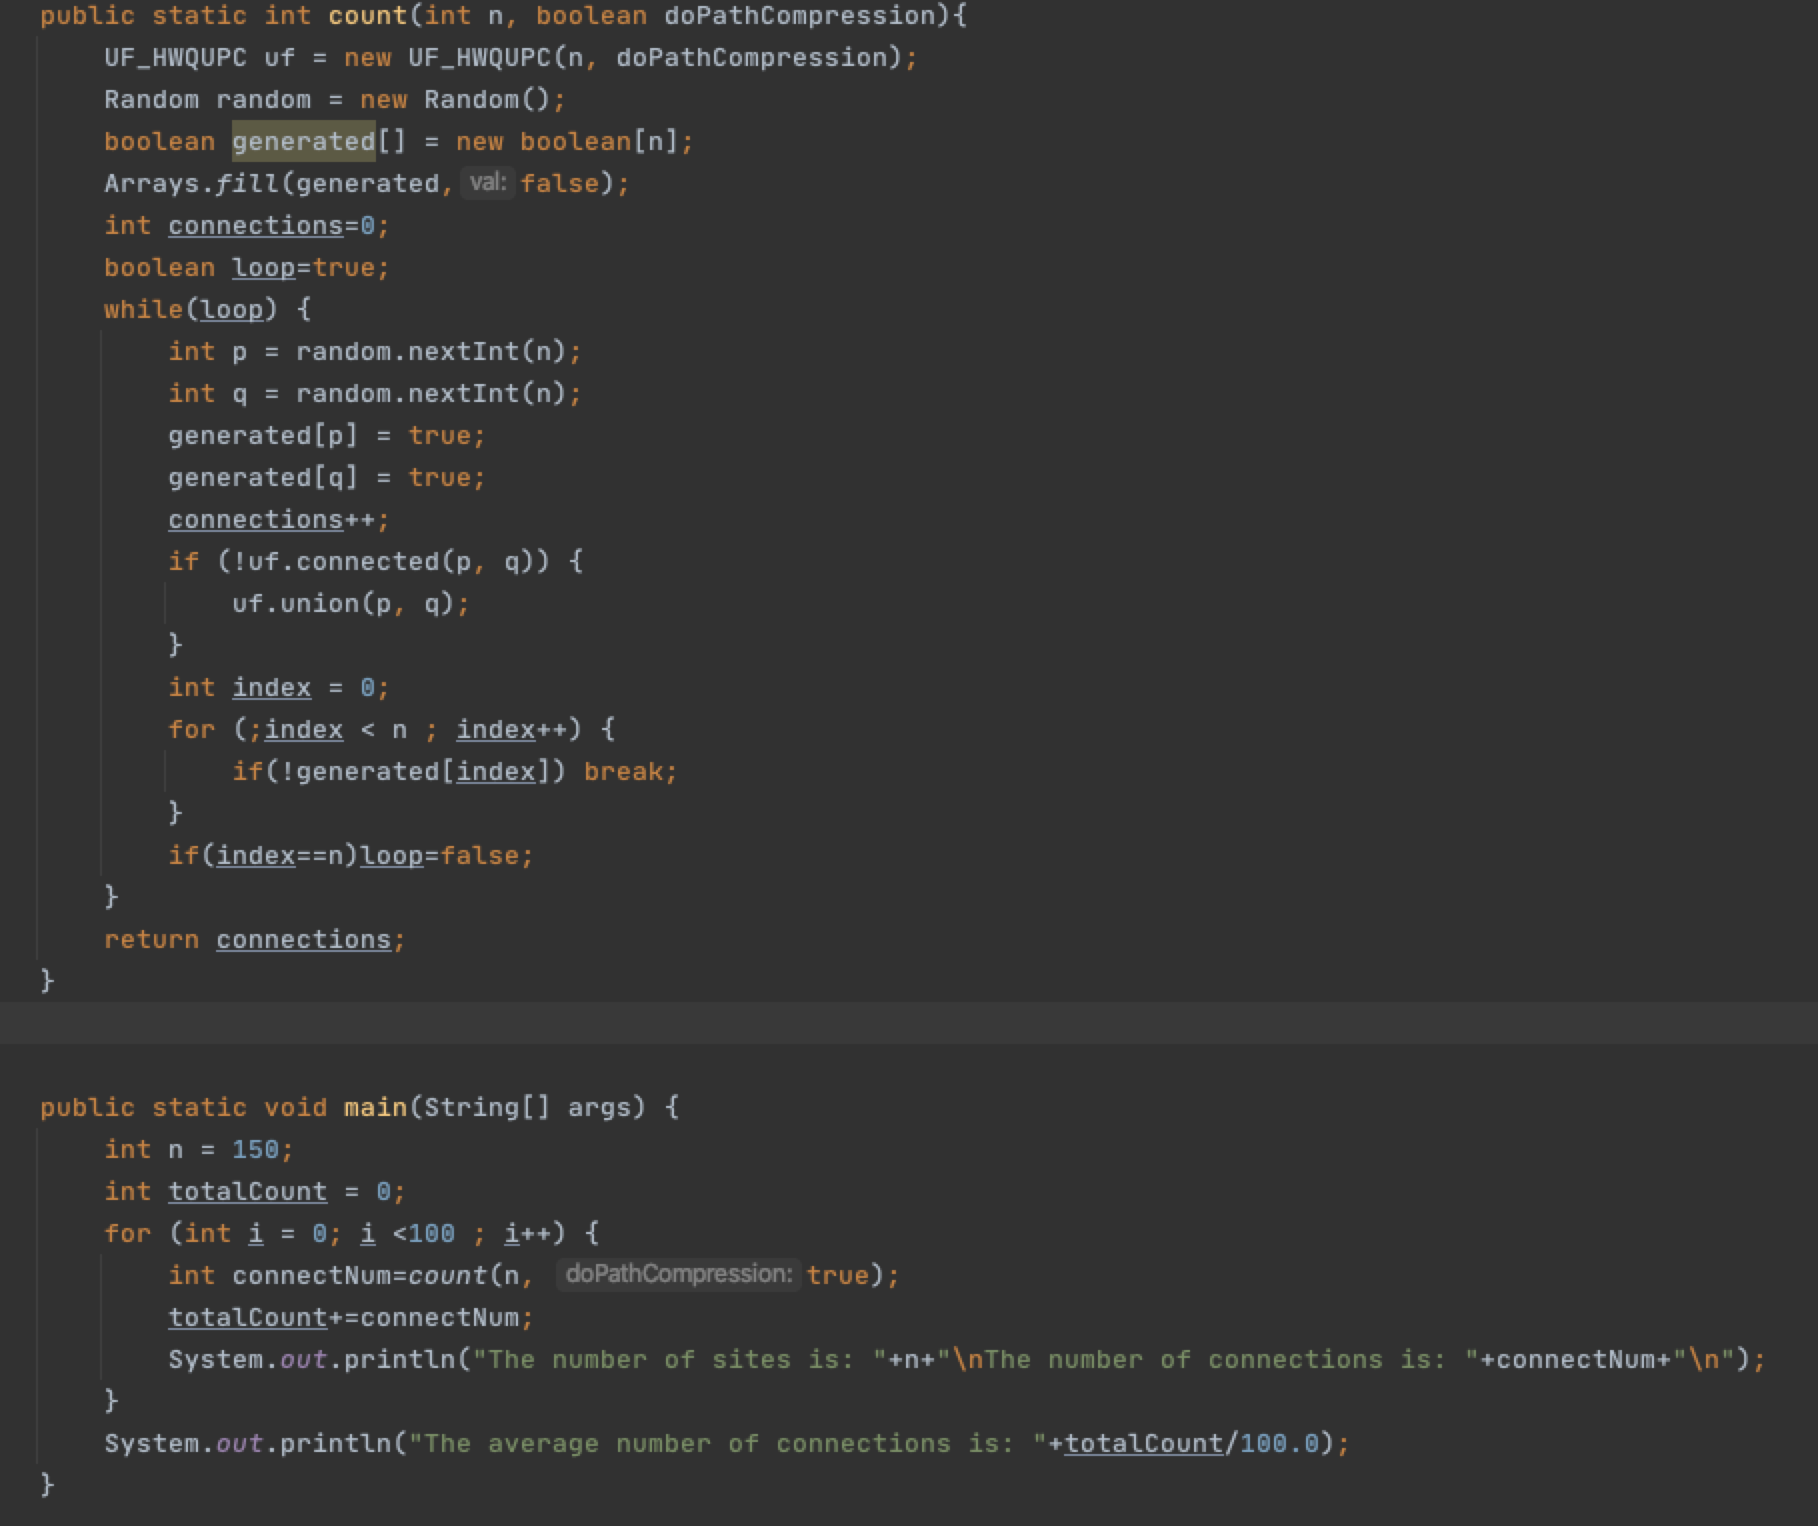 public static int count(int n, boolean doPathCompression){
    UF_HWQUPC uf = new UF_HWQUPC(n, doPathCompression);
    Random random = new Random();
    boolean generated[] = new boolean[n];
    Arrays.fill(generated, val: false);
    int connections=0;
    boolean loop=true;
    while(loop) {
        int p = random.nextInt(n);
        int q = random.nextInt(n);
        generated[p] = true;
        generated[q] = true;
        connections++;
        if (!uf.connected(p, q)) {
            uf.union(p, q);
        }
        int index = 0;
        for (;index < n ; index++) {
            if(!generated[index]) break;
        }
        if(index==n)loop=false;
    }
    return connections;
}
public static void main(String[] args) {
    int n = 150;
    int totalCount = 0;
    for (int i = 0; i <100 ; i++) {
        int connectNum=count(n, doPathCompression: true);
        totalCount+=connectNum;
        System.out.println("The number of sites is: "+n+"\nThe number of connections is: "+connectNum+"\n");
    }
    System.out.println("The average number of connections is: "+totalCount/100.0);
}